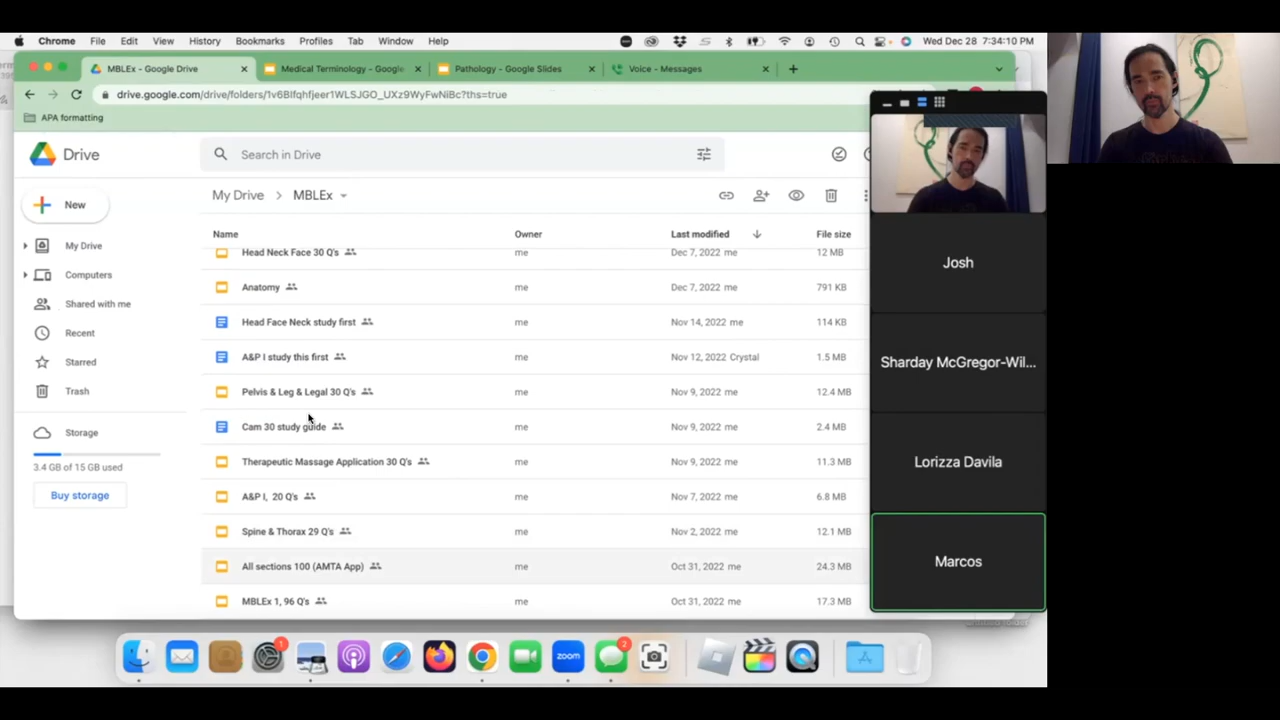 Chrome File Edit View History Bookmarks Profiles Tab Window Help Wed Dec 28 7:34:10 PM
MBLEx - Google Drive
Medical Terminology - Google
Pathology - Google Slides
Voice - Messages
drive.google.com/drive/folders/1v6BIfqhfjeer1WLSJGO_UXz9WyFwNiBc?ths=true
APA formatting
Drive
Search in Drive
New
My Drive
Computers
Shared with me
Recent
Starred
Trash
Storage
3.4 GB of 15 GB used
Buy storage
My Drive > MBLEx
Name Owner Last modified File size
Head Neck Face 30 Q's me Dec 7, 2022 me 12 MB
Anatomy me Dec 7, 2022 me 791 KB
Head Face Neck study first me Nov 14, 2022 me 114 KB
A&P I study this first me Nov 12, 2022 Crystal 1.5 MB
Pelvis & Leg & Legal 30 Q's me Nov 9, 2022 me 12.4 MB
Cam 30 study guide me Nov 9, 2022 me 2.4 MB
Therapeutic Massage Application 30 Q's me Nov 9, 2022 me 11.3 MB
A&P I, 20 Q's me Nov 7, 2022 me 6.8 MB
Spine & Thorax 29 Q's me Nov 2, 2022 me 12.1 MB
All sections 100 (AMTA App) me Oct 31, 2022 me 24.3 MB
MBLEx 1, 96 Q's me Oct 31, 2022 me 17.3 MB
Josh
Sharday McGregor-Wil...
Lorizza Davila
Marcos
1
zoom
2